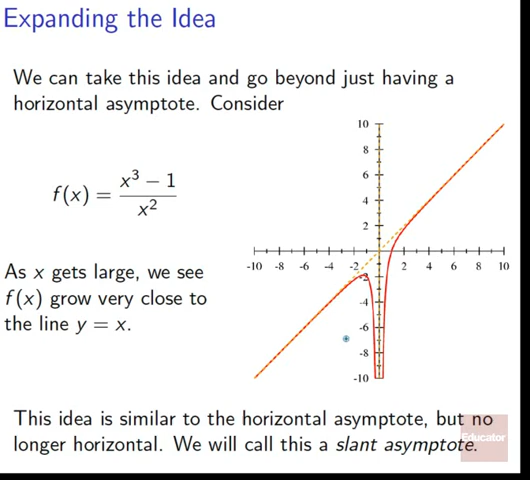 Expanding the Idea
We can take this idea and go beyond just having a
horizontal asymptote. Consider
f(x) = x³ − 1 / x²
As x gets large, we see
f(x) grow very close to
the line y = x.
10
8
6
4
2
-10 -8 -6 -4 -2 2 4 6 8 10
-2
-4
-6
-8
-10
This idea is similar to the horizontal asymptote, but no
longer horizontal. We will call this a slant asymptote.
Educator